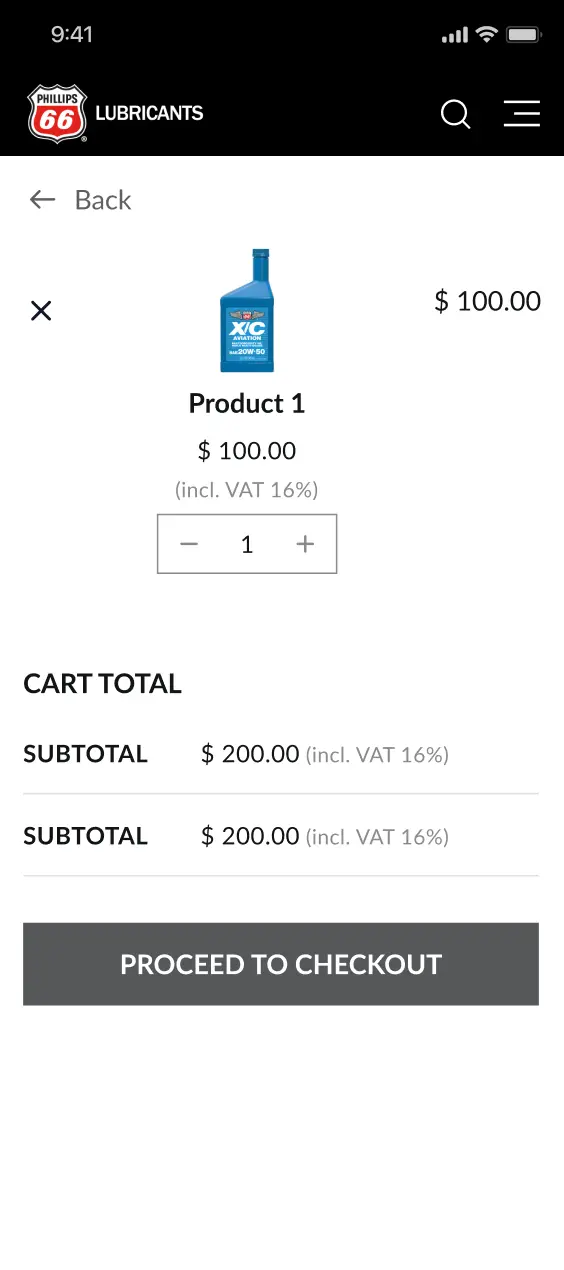 9:41
PHILLIPS
66
LUBRICANTS
Back
$ 100.00
X/C
AVIATION
SAE 20W-50
Product 1
$ 100.00
(incl. VAT 16%)
1
CART TOTAL
SUBTOTAL $ 200.00 (incl. VAT 16%)
SUBTOTAL $ 200.00 (incl. VAT 16%)
PROCEED TO CHECKOUT